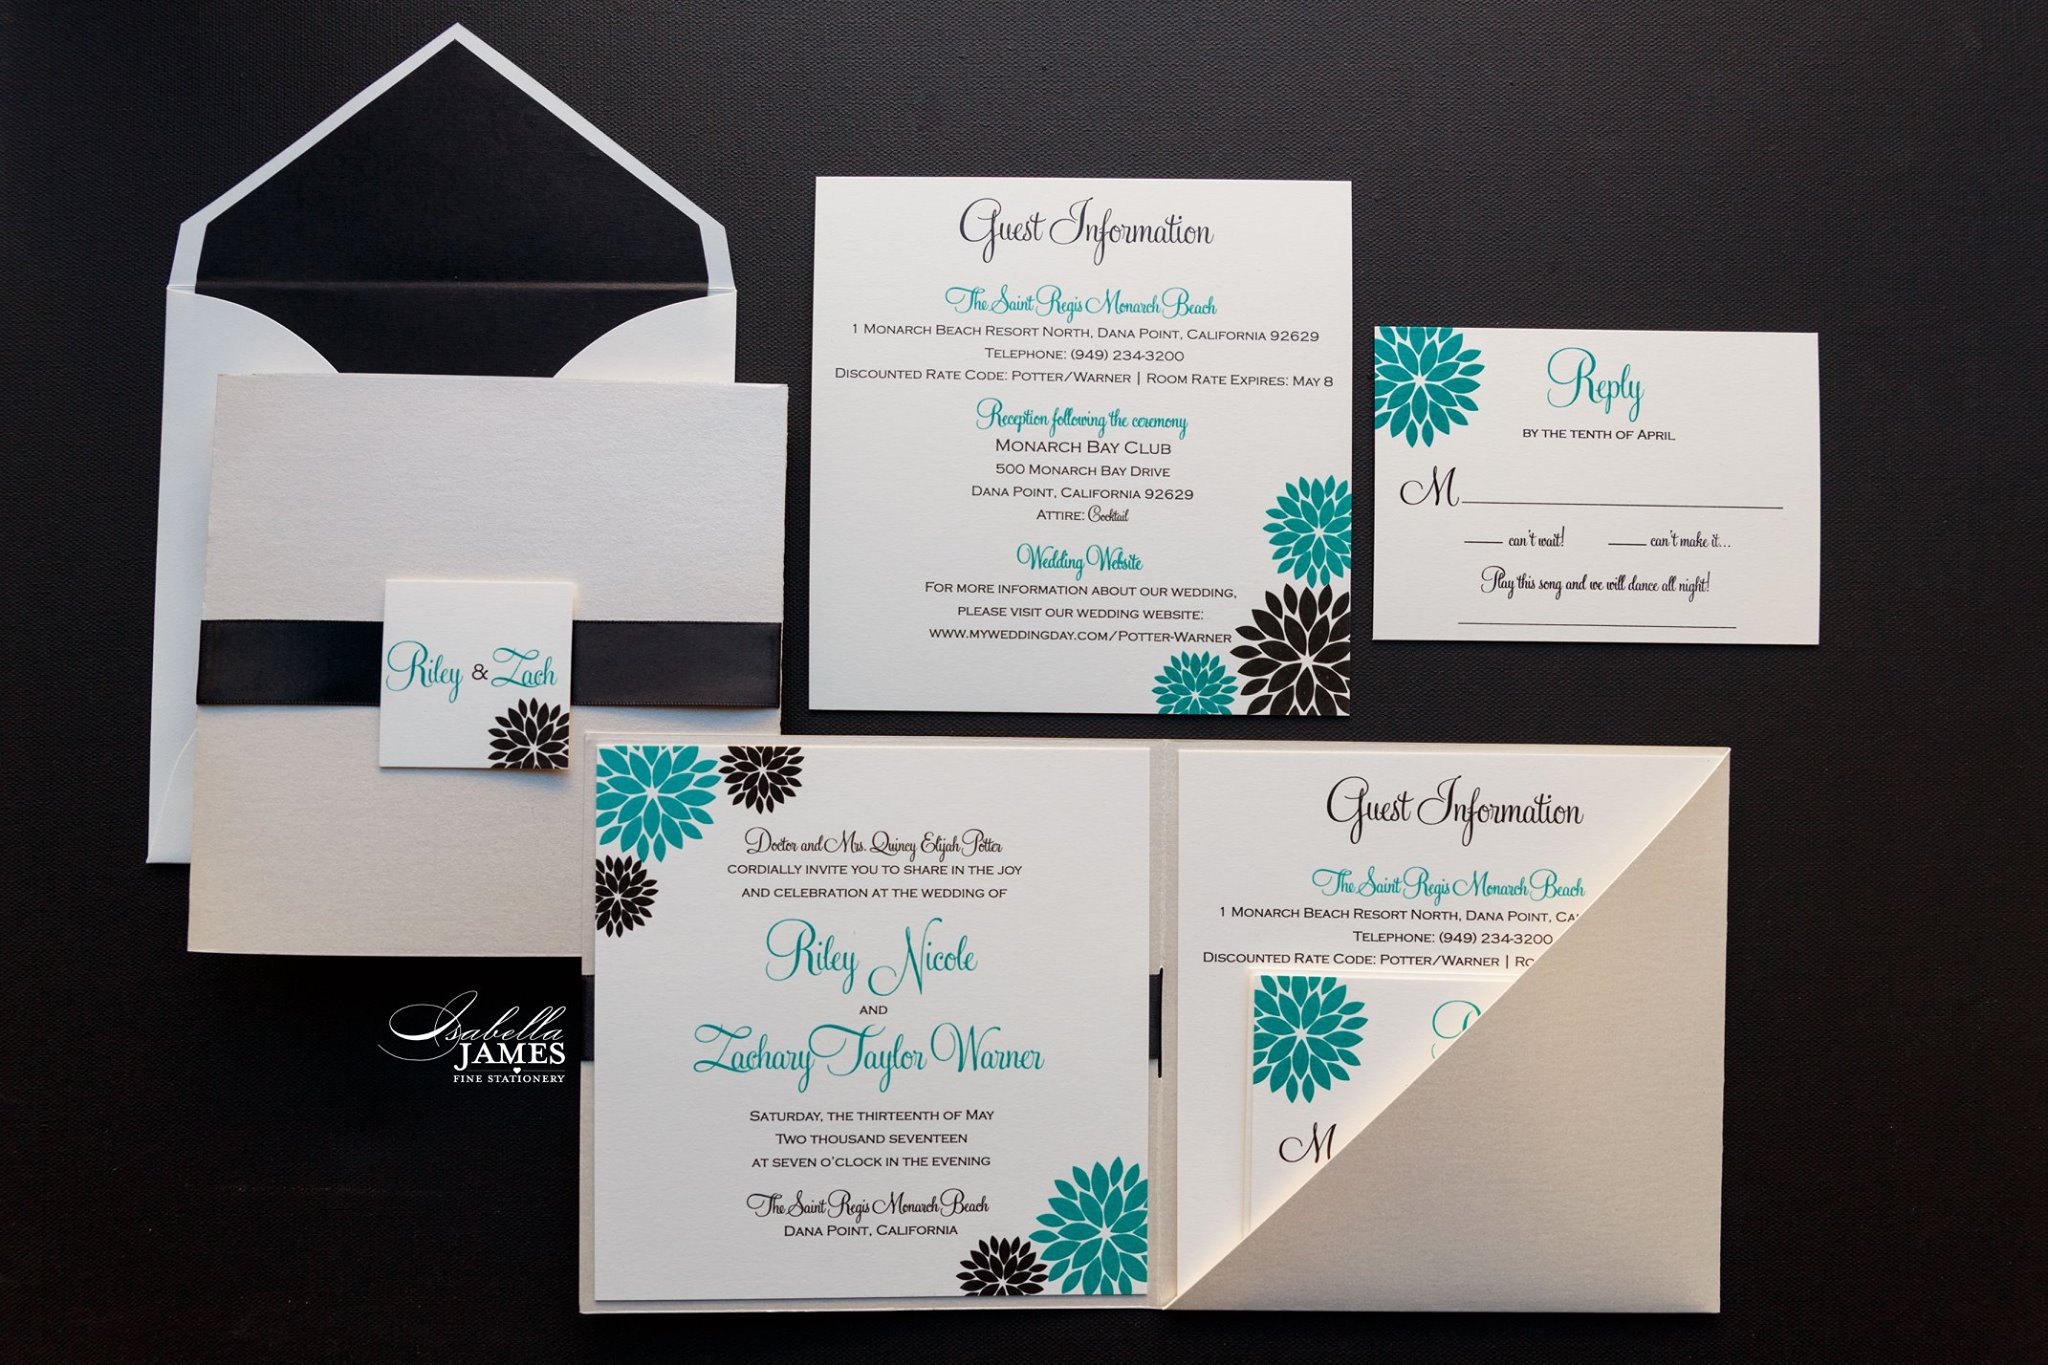 Guest Information
The Saint Regis Monarch Beach
1 Monarch Beach Resort North, Dana Point, California 92629
Telephone: (949) 234-3200
Discounted Rate Code: Potter/Warner | Room Rate Expires: May 8
Reception following the ceremony
Monarch Bay Club
500 Monarch Bay Drive
Dana Point, California 92629
Attire: Cocktail
Wedding Website
For more information about our wedding,
please visit our wedding website:
www.myweddingday.com/Potter-Warner
Reply
by the tenth of April
M
can't wait! can't make it...
Play this song and we will dance all night!
Riley & Zach
Isabella
JAMES
FINE STATIONERY
Doctor and Mrs. Quincy Elijah Potter
cordially invite you to share in the joy
and celebration at the wedding of
Riley Nicole
and
Zachary Taylor Warner
Saturday, the thirteenth of May
Two thousand seventeen
at seven o'clock in the evening
The Saint Regis Monarch Beach
Dana Point, California
Guest Information
The Saint Regis Monarch Beach
1 Monarch Beach Resort North, Dana Point,
Telephone: (949) 234-3200
Discounted Rate Code: Potter/Warner |
M